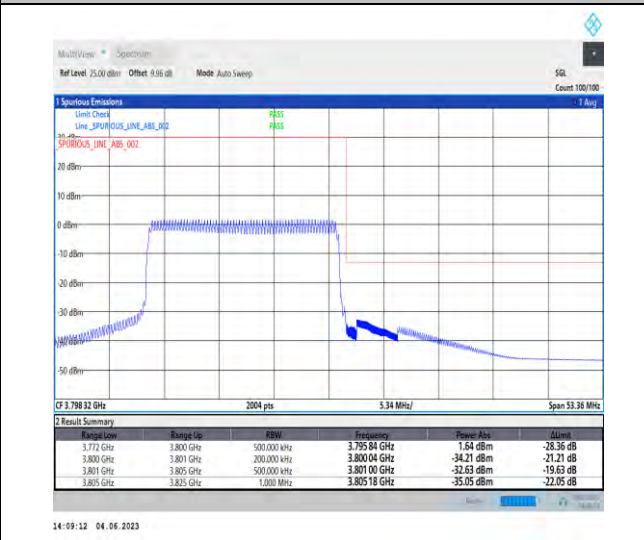 MultiView Spectrum
Ref Level 25.00 dBm Offset 9.96 dB Mode Auto Sweep SGL
Count 100/100
1 Spurious Emissions 1 Avg
Limit Check PASS
Line _SPURIOUS_LINE_ABS_002 PASS
30 dBm
_SPURIOUS_LINE_ABS_002
20 dBm
10 dBm
0 dBm
-10 dBm
-20 dBm
-30 dBm
-40 dBm
-50 dBm
CF 3.798 32 GHz 2004 pts 5.34 MHz/ Span 53.36 MHz
2 Result Summary
Range Low Range Up RBW Frequency Power Abs ΔLimit
3.772 GHz 3.800 GHz 500.000 kHz 3.795 84 GHz 1.64 dBm -28.36 dB
3.800 GHz 3.801 GHz 200.000 kHz 3.800 04 GHz -34.21 dBm -21.21 dB
3.801 GHz 3.805 GHz 500.000 kHz 3.801 00 GHz -32.63 dBm -19.63 dB
3.805 GHz 3.825 GHz 1.000 MHz 3.805 18 GHz -35.05 dBm -22.05 dB
14:09:12 04.06.2023